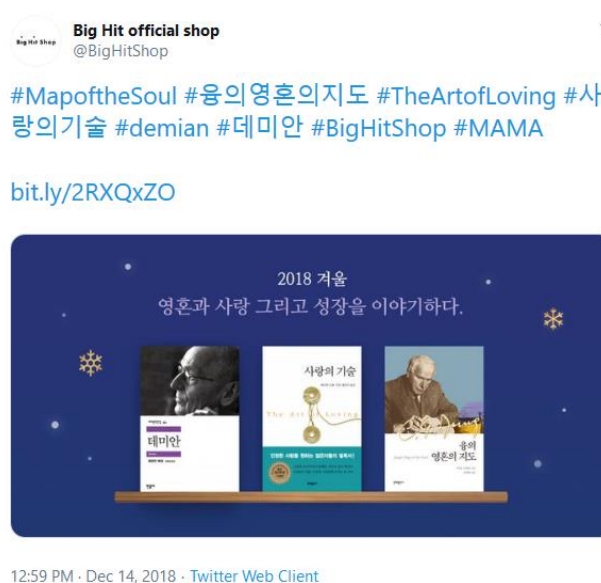 Big Hit Shop
Big Hit official shop
@BigHitShop
#MapoftheSoul #융의영혼의지도 #TheArtofLoving #사
랑의기술 #demian #데미안 #BigHitShop #MAMA
bit.ly/2RXQxZO
2018 겨울
영혼과 사랑 그리고 성장을 이야기하다.
데미안
사랑의 기술
The Art of Loving
융의
영혼의 지도
12:59 PM · Dec 14, 2018 · Twitter Web Client